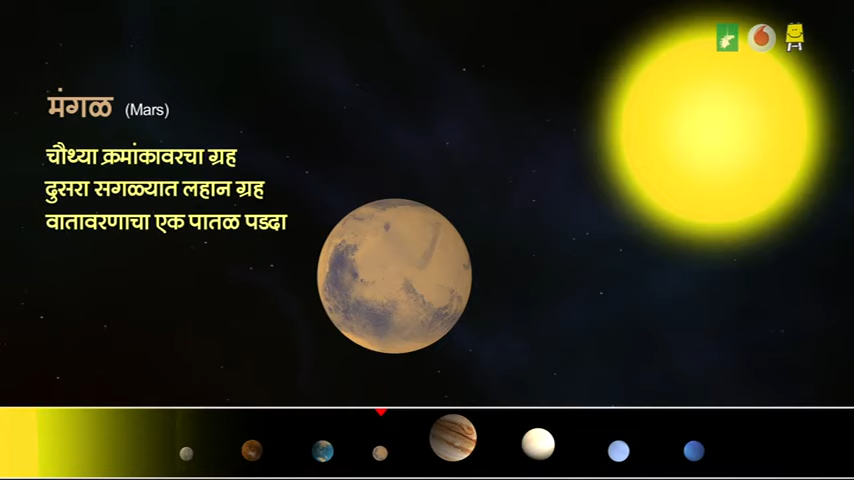 मंगळ (Mars)
चौथ्या क्रमांकावरचा ग्रह
दुसरा सगळ्यात लहान ग्रह
वातावरणाचा एक पातळ पडदा